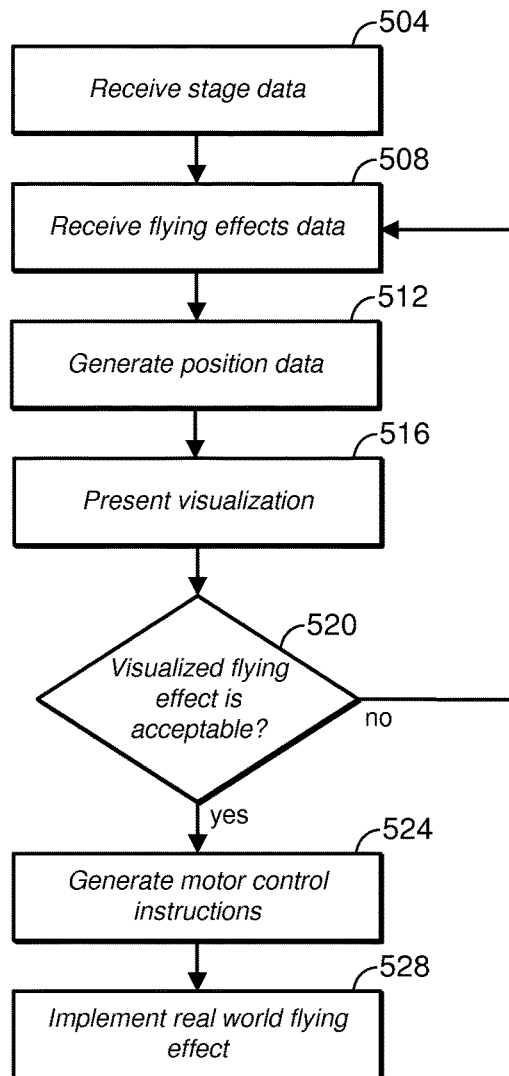 504
Receive stage data
508
Receive flying effects data
512
Generate position data
516
Present visualization
520
Visualized flying
effect is
acceptable?
no
yes
524
Generate motor control
instructions
528
Implement real world flying
effect